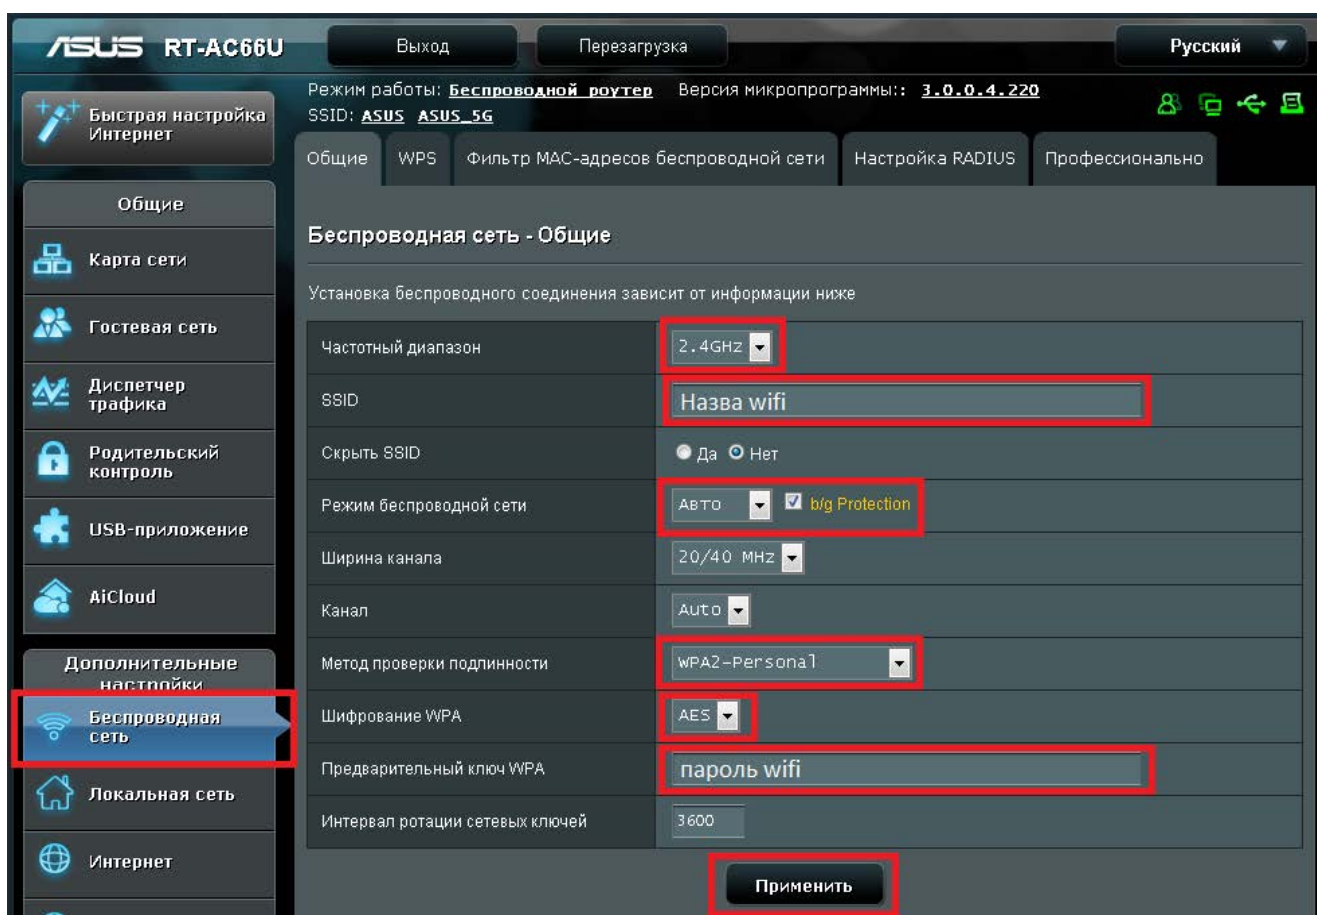 ASUS RT-AC66U Выход Перезагрузка Русский
Режим работы: Беспроводной роутер Версия микропрограммы:: 3.0.0.4.220
SSID: ASUS ASUS_5G
Быстрая настройка
Интернет
Общие WPS Фильтр MAC-адресов беспроводной сети Настройка RADIUS Профессионально
Общие
Карта сети
Гостевая сеть
Диспетчер
трафика
Родительский
контроль
USB-приложение
AiCloud
Дополнительные
настройки
Беспроводная
сеть
Локальная сеть
Интернет
Беспроводная сеть - Общие
Установка беспроводного соединения зависит от информации ниже
Частотный диапазон 2.4GHz
SSID Назва wifi
Скрыть SSID Да Нет
Режим беспроводной сети Авто b/g Protection
Ширина канала 20/40 MHz
Канал Auto
Метод проверки подлинности WPA2-Personal
Шифрование WPA AES
Предварительный ключ WPA пароль wifi
Интервал ротации сетевых ключей 3600
Применить